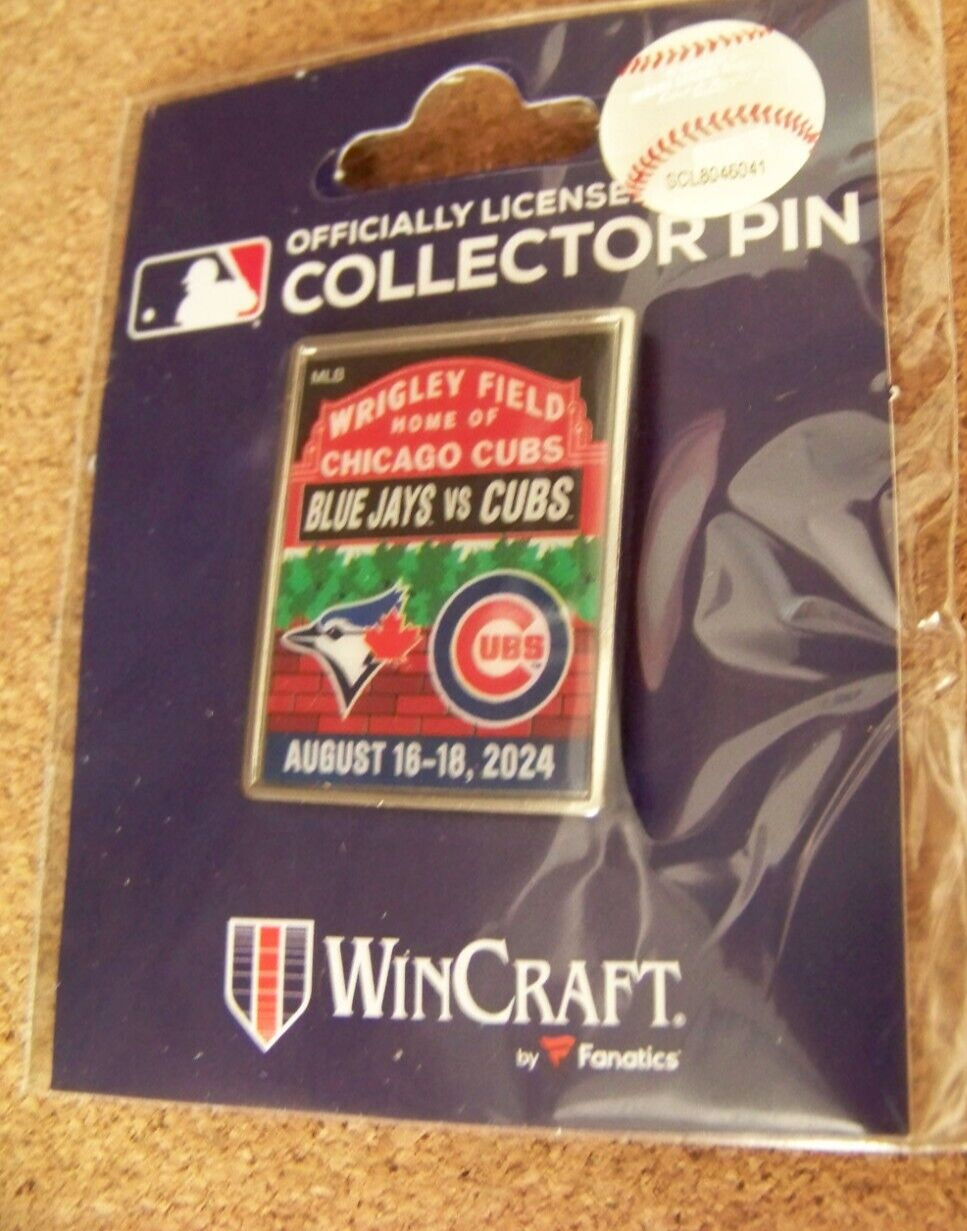 SCL8046041
OFFICIALLY LICENSE
COLLECTOR PIN
MLB
WRIGLEY FIELD
HOME OF
CHICAGO CUBS
BLUE JAYS VS CUBS
CUBS
AUGUST 16-18, 2024
WINCRAFT.
by Fanatics